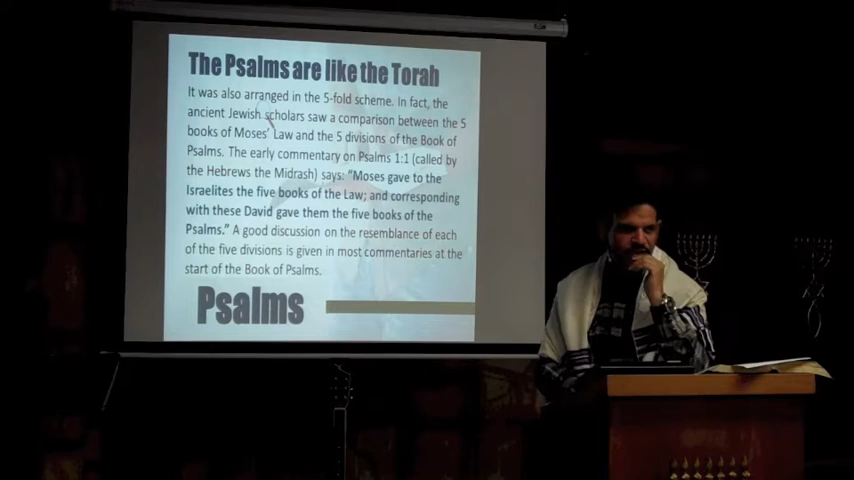 The Psalms are like the Torah
It was also arranged in the 5-fold scheme. In fact, the
ancient Jewish scholars saw a comparison between the 5
books of Moses' Law and the 5 divisions of the Book of
Psalms. The early commentary on Psalms 1:1 (called by
the Hebrews the Midrash) says: "Moses gave to the
Israelites the five books of the Law; and corresponding
with these David gave them the five books of the
Psalms." A good discussion on the resemblance of each
of the five divisions is given in most commentaries at the
start of the Book of Psalms.
Psalms